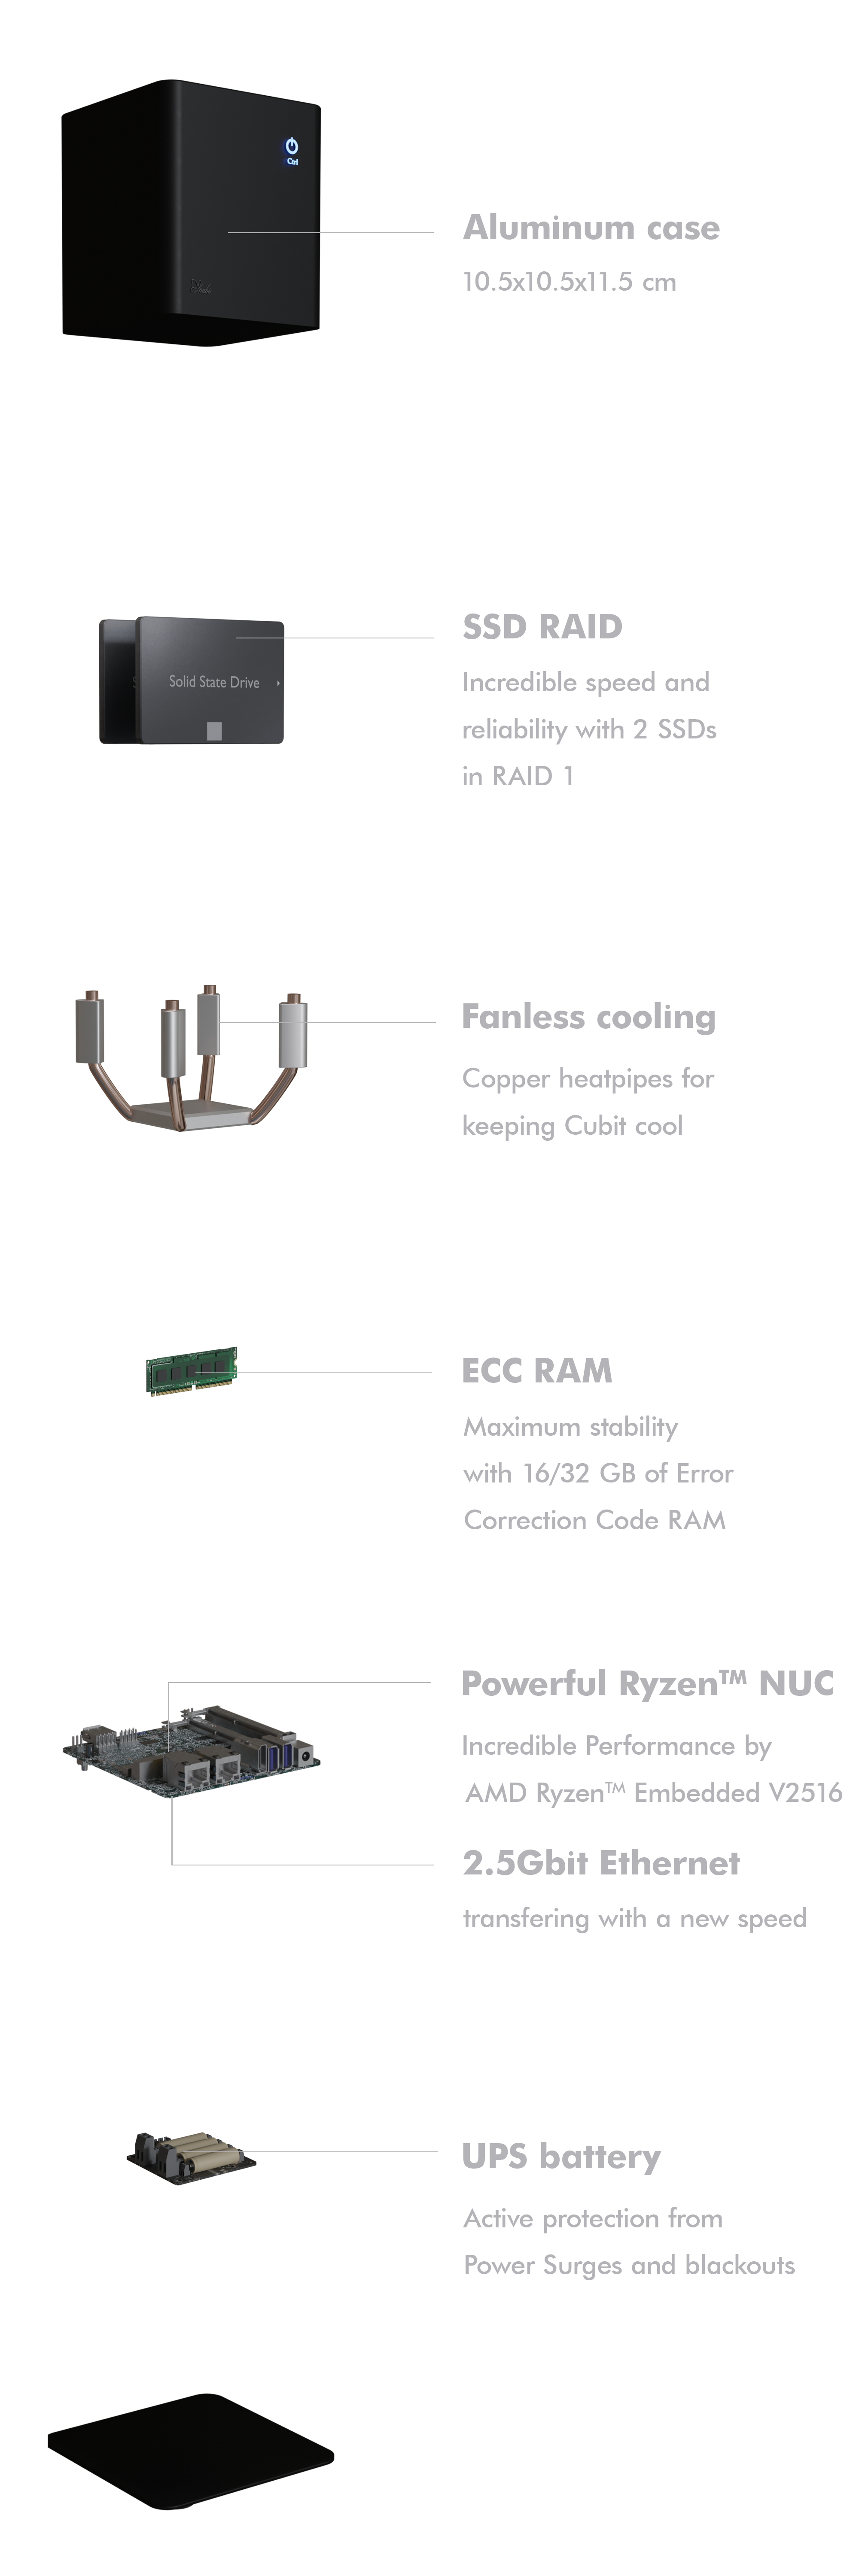 Ctrl
Aluminum case
10.5x10.5x11.5 cm
SSD RAID
Solid State Drive
Incredible speed and
reliability with 2 SSDs
in RAID 1
Fanless cooling
Copper heatpipes for
keeping Cubit cool
ECC RAM
Maximum stability
with 16/32 GB of Error
Correction Code RAM
Powerful Ryzen™ NUC
Incredible Performance by
AMD Ryzen™ Embedded V2516
2.5Gbit Ethernet
transfering with a new speed
UPS battery
Active protection from
Power Surges and blackouts